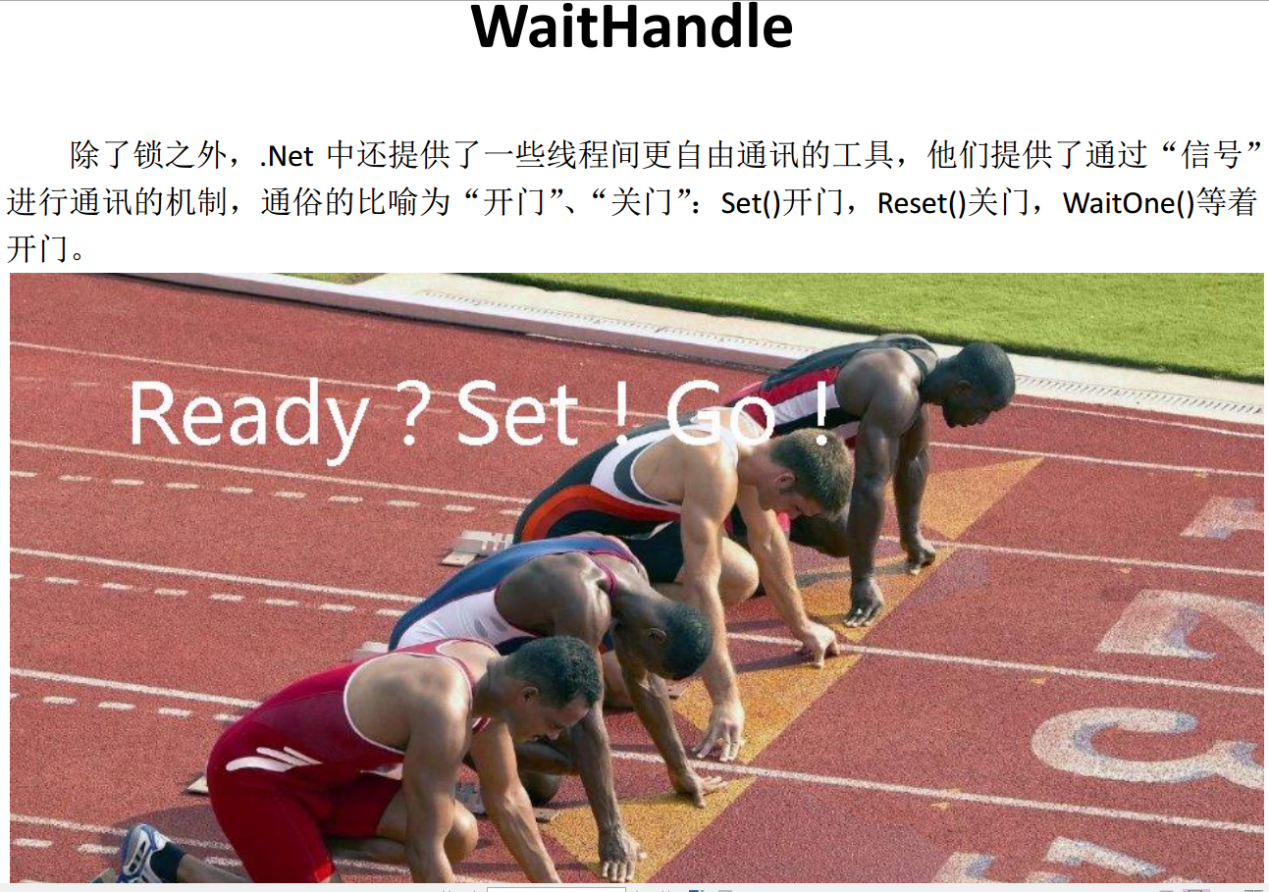 WaitHandle
除了锁之外，.Net 中还提供了一些线程间更自由通讯的工具，他们提供了通过“信号”
进行通讯的机制，通俗的比喻为“开门”、“关门”：Set()开门，Reset()关门，WaitOne()等着
开门。
Ready？Set！Go！
1
2
3